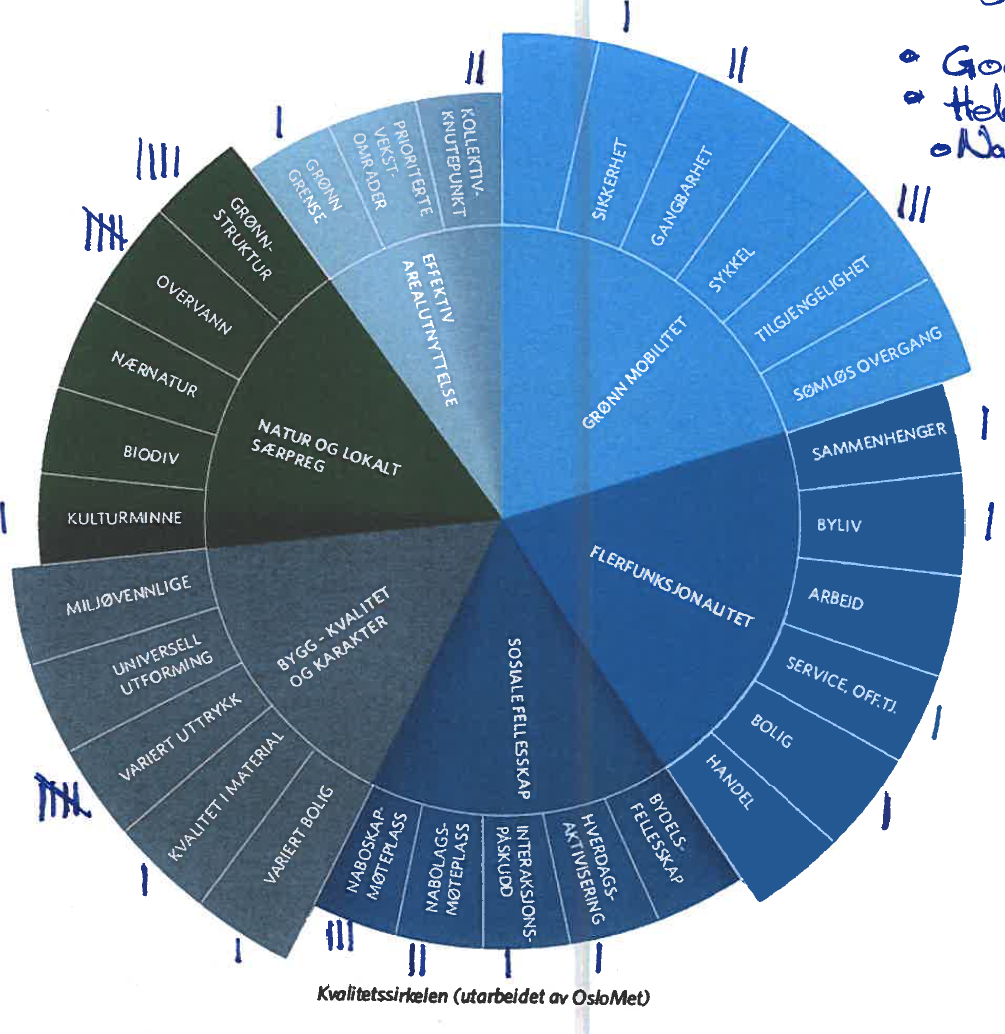 Kvalitetssirkelen (utarbeidet av OsloMet)
EFFEKTIV
AREALUTNYTTELSE
GRØNN
GRENSE
PRIORITERTE
VEKST-
OMRÅDER
KOLLEKTIV-
KNUTEPUNKT
GRØNN MOBILITET
SIKKERHET
GANGBARHET
SYKKEL
TILGJENGELIGHET
SØMLØS OVERGANG
FLERFUNKSJONALITET
SAMMENHENGER
BYLIV
ARBEID
SERVICE, OFF.TJ.
BOLIG
HANDEL
SOSIALE FELLESSKAP
BYDELS-
FELLESSKAP
HVERDAGS-
AKTIVISERING
INTERAKSJONS-
PÅSKUDD
NABOLAGS-
MØTEPLASS
NABOSKAP-
MØTEPLASS
BYGG - KVALITET
OG KARAKTER
VARIERT BOLIG
KVALITET I MATERIAL
VARIERT UTTRYKK
UNIVERSELL
UTFORMING
MILJØVENNLIGE
NATUR OG LOKALT
SÆRPREG
KULTURMINNE
BIODIV
NÆRNATUR
OVERVANN
GRØNN-
STRUKTUR